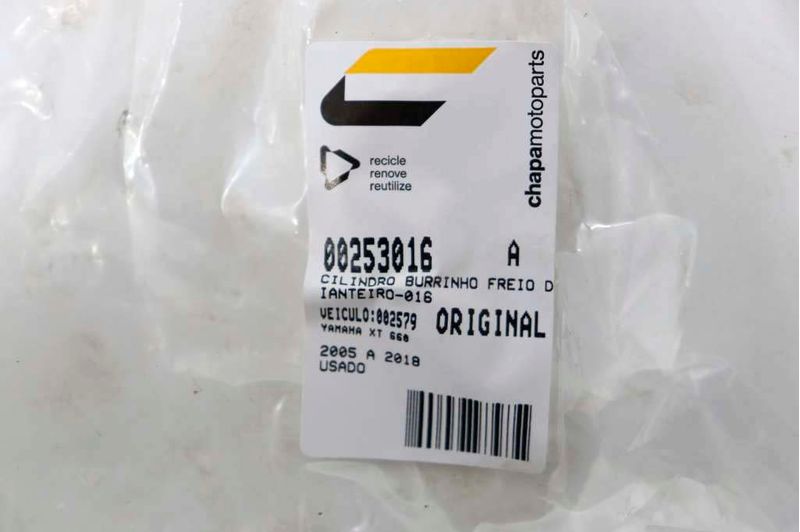 chapamotoparts
recicle
renove
reutilize
00253016 A
CILINDRO BURRINHO FREIO D
IANTEIRO-016
VEICULO:002579 ORIGINAL
YAMAHA XT 660
2005 A 2018
USADO